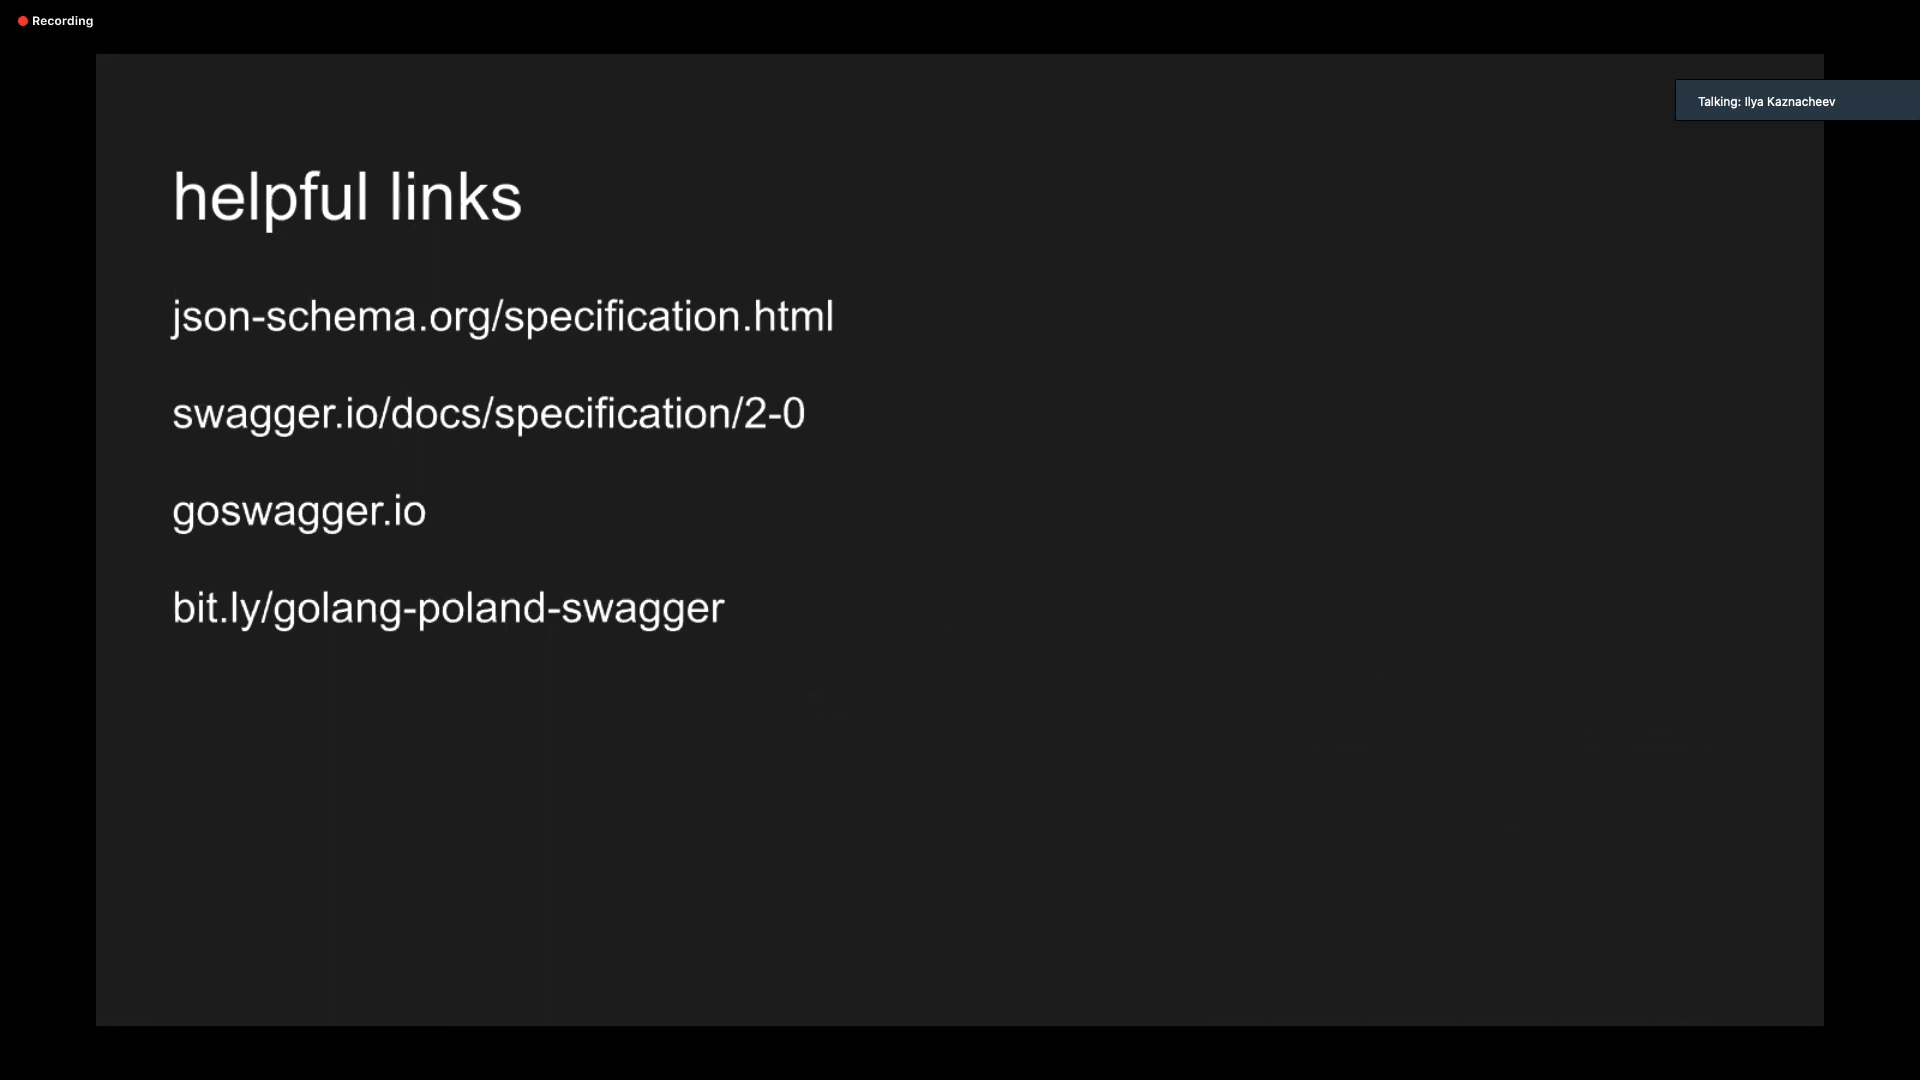 Recording
Talking: Ilya Kaznacheev
helpful links
json-schema.org/specification.html
swagger.io/docs/specification/2-0
goswagger.io
bit.ly/golang-poland-swagger